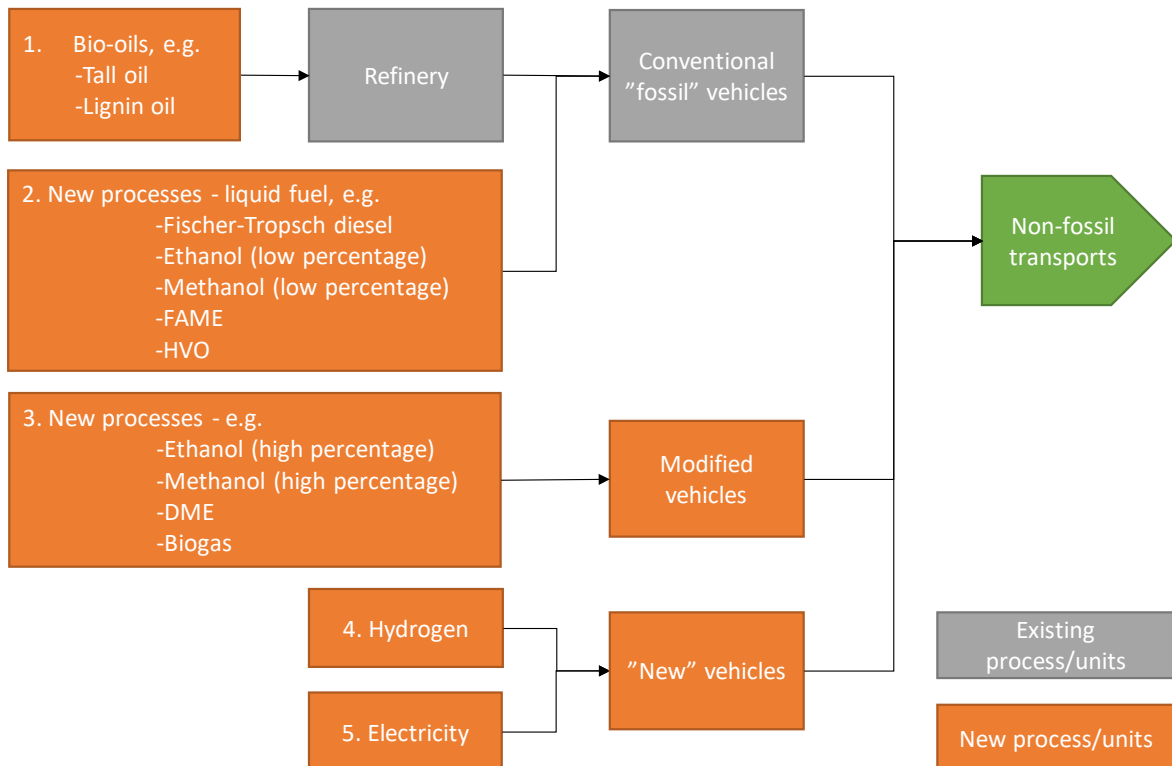 1. Bio-oils, e.g.
-Tall oil
-Lignin oil
Refinery
Conventional
”fossil” vehicles
2. New processes - liquid fuel, e.g.
-Fischer-Tropsch diesel
-Ethanol (low percentage)
-Methanol (low percentage)
-FAME
-HVO
Non-fossil
transports
3. New processes - e.g.
-Ethanol (high percentage)
-Methanol (high percentage)
-DME
-Biogas
Modified
vehicles
4. Hydrogen
5. Electricity
”New” vehicles
Existing
process/units
New process/units